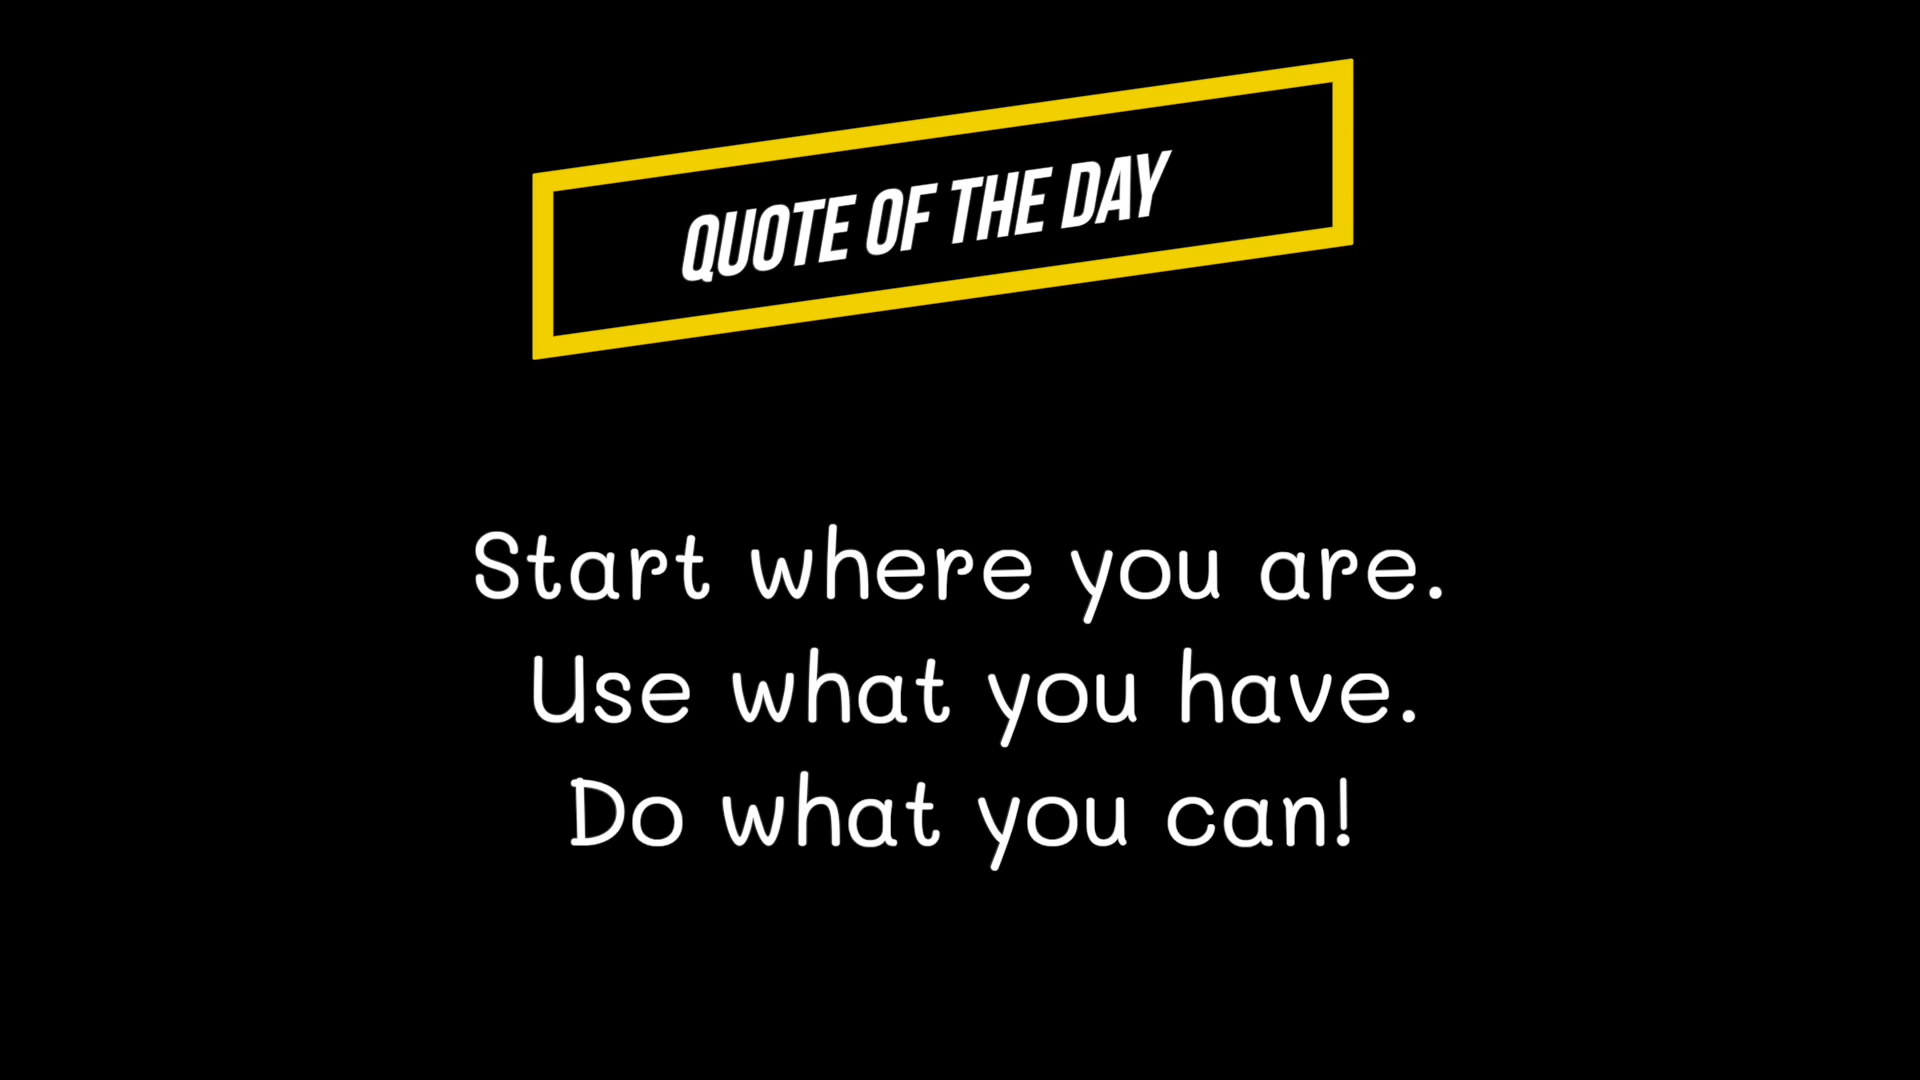 QUOTE OF THE DAY
Start where you are.
Use what you have.
Do what you can!